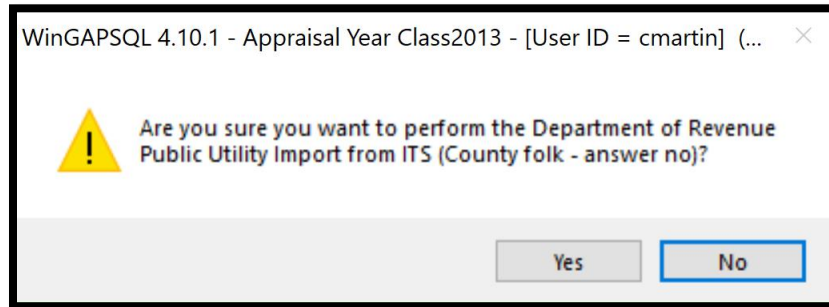 WinGAPSQL 4.10.1 - Appraisal Year Class2013 - [User ID = cmartin] (...
Are you sure you want to perform the Department of Revenue
Public Utility Import from ITS (County folk - answer no)?
Yes No